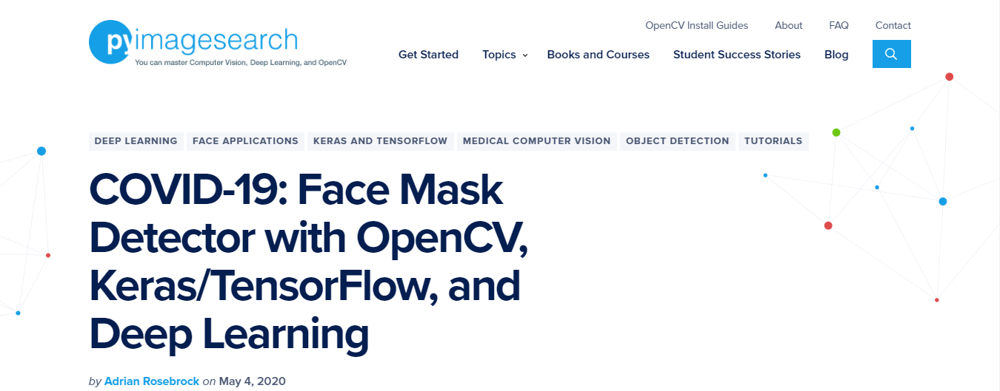 pyimagesearch
You can master Computer Vision, Deep Learning, and OpenCV
OpenCV Install Guides About FAQ Contact
Get Started Topics Books and Courses Student Success Stories Blog
DEEP LEARNING FACE APPLICATIONS KERAS AND TENSORFLOW MEDICAL COMPUTER VISION OBJECT DETECTION TUTORIALS
COVID-19: Face Mask
Detector with OpenCV,
Keras/TensorFlow, and
Deep Learning
by Adrian Rosebrock on May 4, 2020